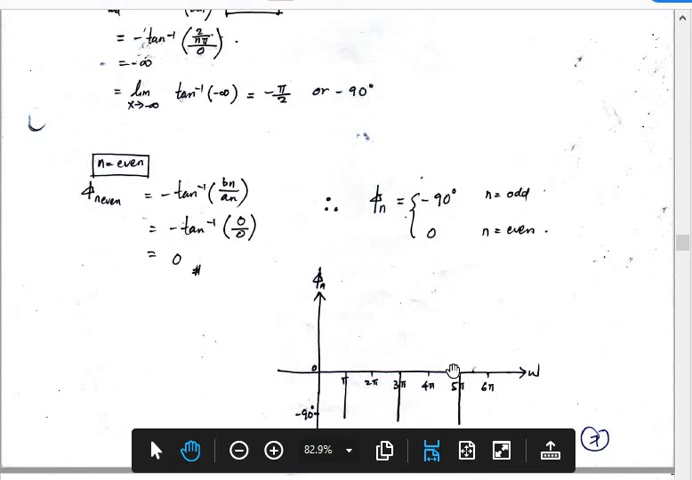 = -tan⁻¹ (2/nπ / 0) .
= -∞
= lim x→-∞ tan⁻¹(-∞) = -π/2 or -90°
n = even
ϕn even = -tan⁻¹ (bn/an)
= -tan⁻¹ (0/0)
= 0 #
∴ ϕn = { -90° n = odd
0 n = even .
ϕn
0 π 2π 3π 4π 5π 6π ω
-90°
7
82.9%